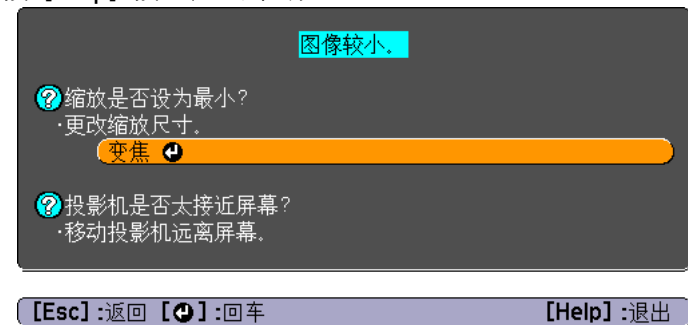 图像较小。
缩放是否设为最小?
·更改缩放尺寸。
变焦
投影机是否太接近屏幕?
·移动投影机远离屏幕。
[Esc] :返回 [↵] :回车 [Help] :退出